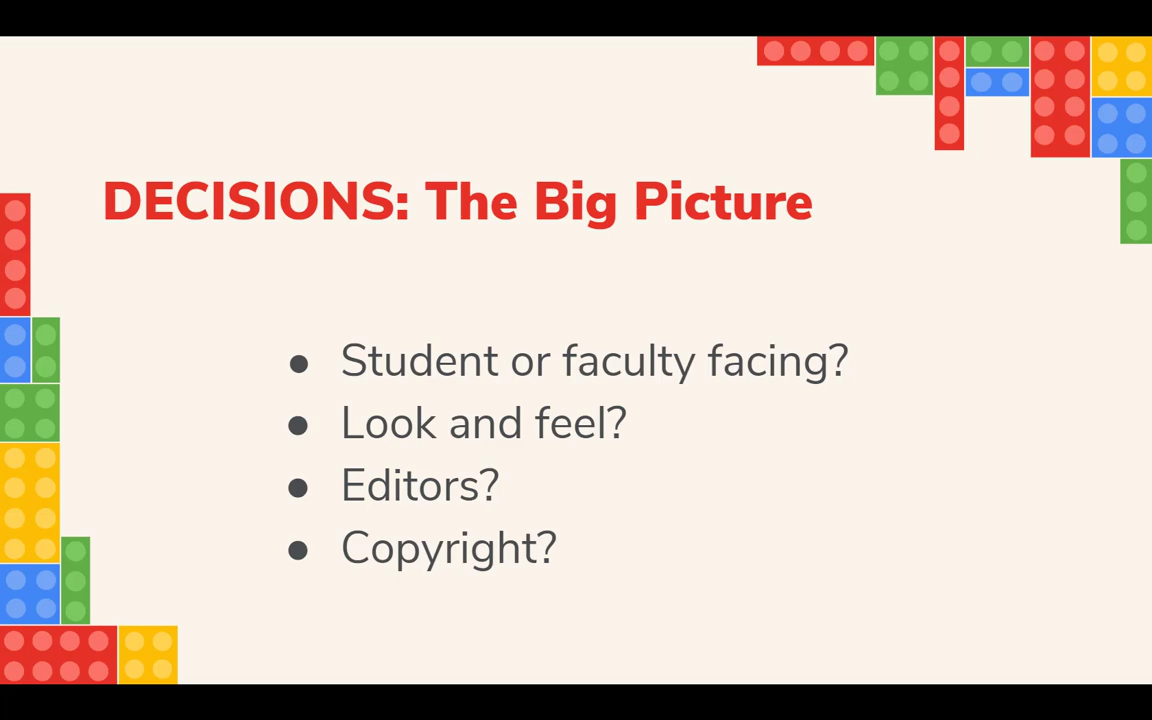 DECISIONS: The Big Picture
● Student or faculty facing?
● Look and feel?
● Editors?
● Copyright?